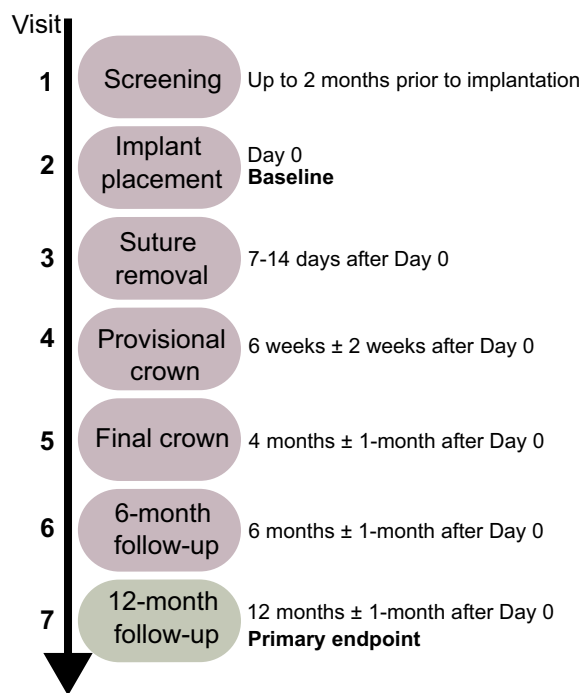 Visit
1
Screening
Up to 2 months prior to implantation
2
Implant
placement
Day 0
Baseline
3
Suture
removal
7-14 days after Day 0
4
Provisional
crown
6 weeks ± 2 weeks after Day 0
5
Final crown
4 months ± 1-month after Day 0
6
6-month
follow-up
6 months ± 1-month after Day 0
7
12-month
follow-up
12 months ± 1-month after Day 0
Primary endpoint